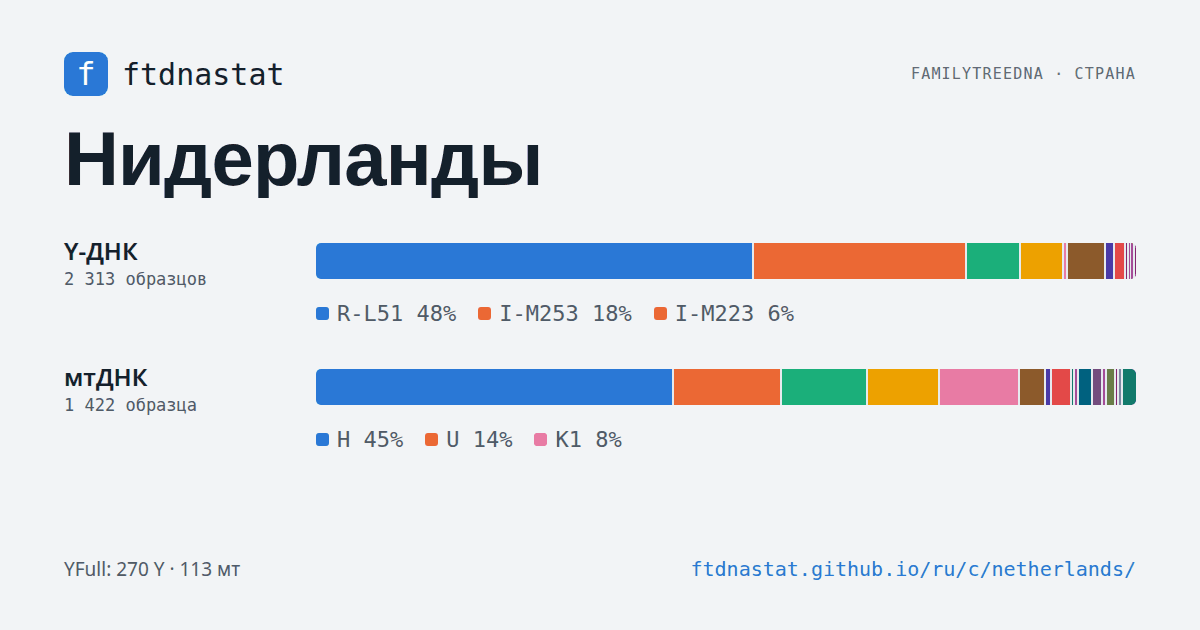 f ftdnastat
FAMILYTREEDNA · СТРАНА
Нидерланды
Y-ДНК
2 313 образцов
R-L51 48% I-M253 18% I-M223 6%
мтДНК
1 422 образца
H 45% U 14% K1 8%
YFull: 270 Y · 113 мт
ftdnastat.github.io/ru/c/netherlands/